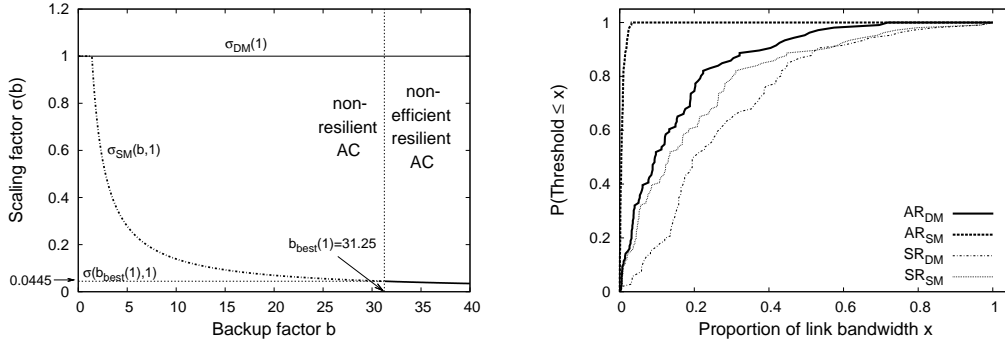 1.2
1
0.8
0.6
0.4
0.2
0
0.0445
Scaling factor σ(b)
σDM(1)
σSM(b,1)
non-
resilient
AC
non-
efficient
resilient
AC
bbest(1)=31.25
σ(bbest(1),1)
0 5 10 15 20 25 30 35 40
Backup factor b
1
0.8
0.6
0.4
0.2
0
P(Threshold ≤ x)
ARDM
ARSM
SRDM
SRSM
0 0.2 0.4 0.6 0.8 1
Proportion of link bandwidth x